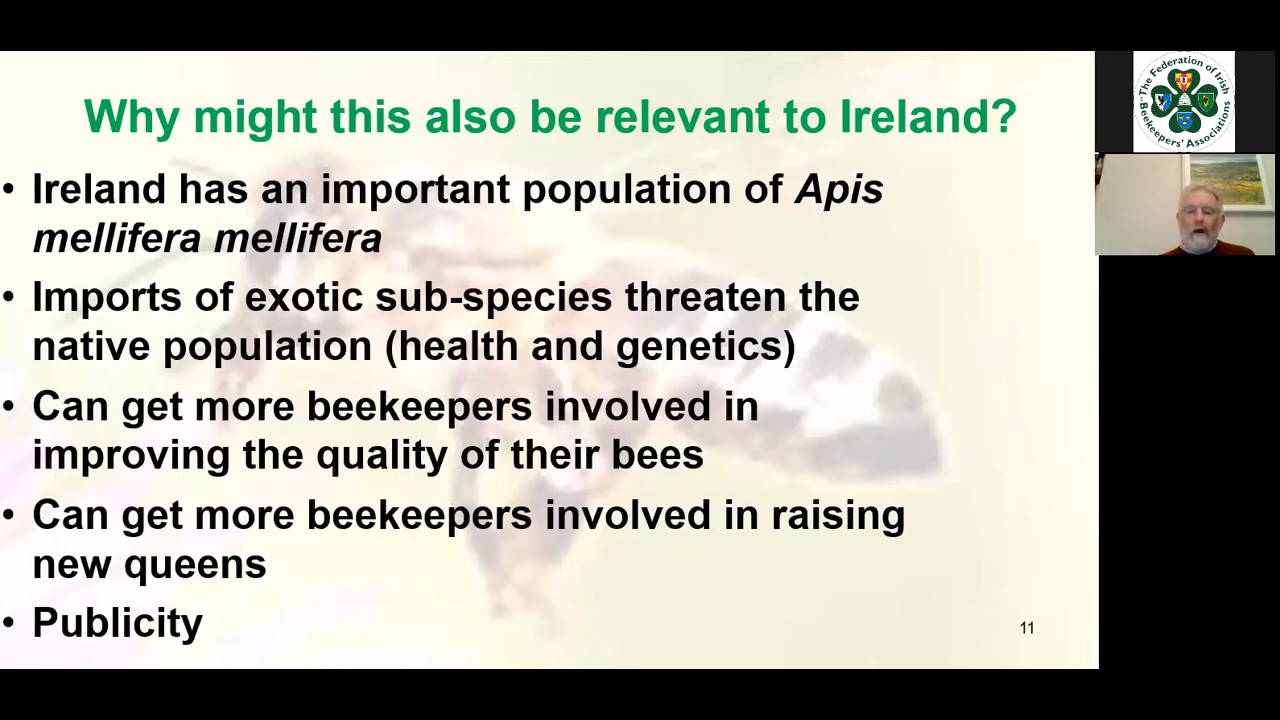 Why might this also be relevant to Ireland?
• Ireland has an important population of Apis
mellifera mellifera
• Imports of exotic sub-species threaten the
native population (health and genetics)
• Can get more beekeepers involved in
improving the quality of their bees
• Can get more beekeepers involved in raising
new queens
• Publicity
11
The Federation of Irish
Beekeepers' Associations